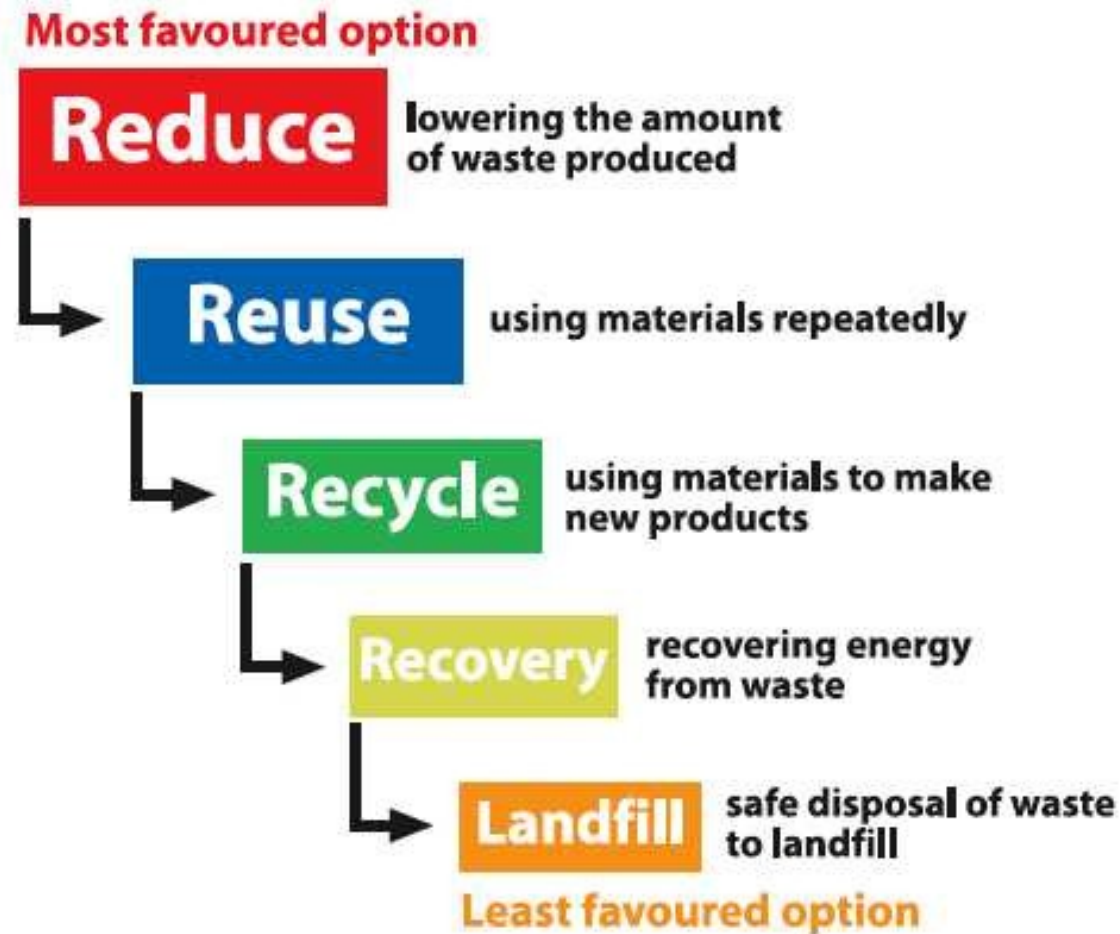 Most favoured option
Reduce
lowering the amount
of waste produced
Reuse
using materials repeatedly
Recycle
using materials to make
new products
Recovery
recovering energy
from waste
Landfill
safe disposal of waste
to landfill
Least favoured option